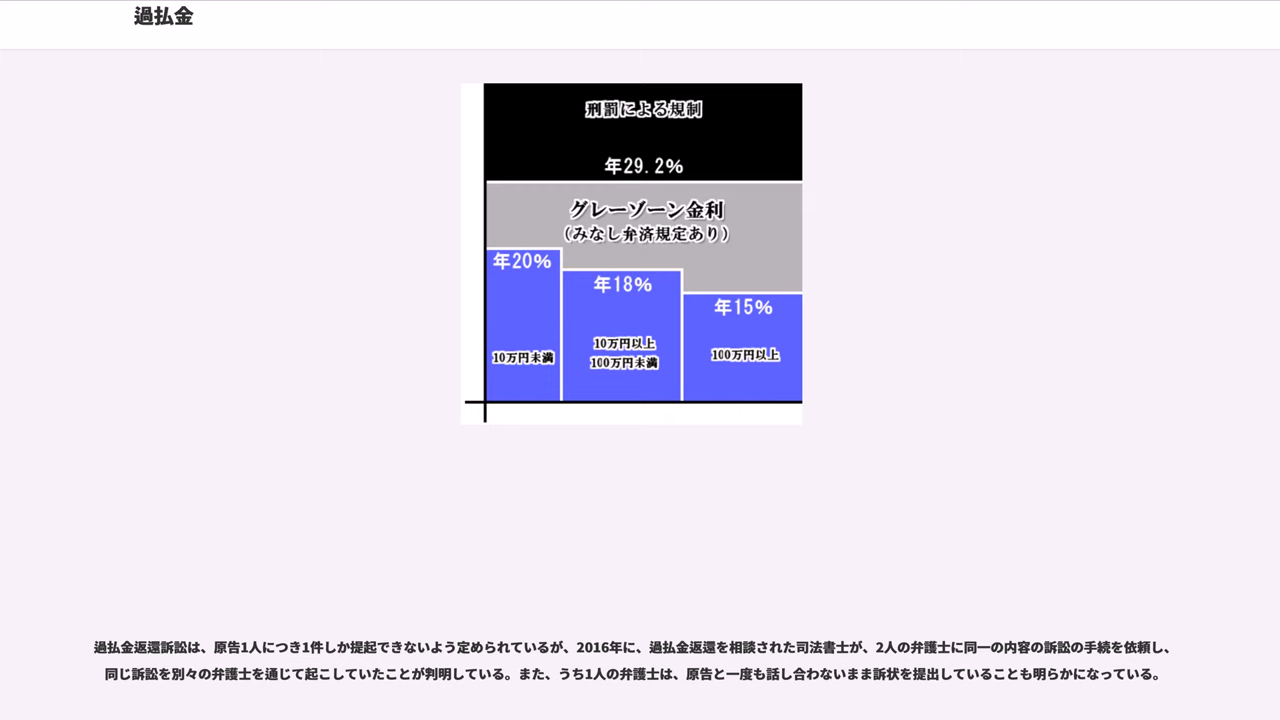 過払金
刑罰による規制
年29.2%
グレーゾーン金利
(みなし弁済規定あり)
年20%
年18%
年15%
10万円未満
10万円以上
100万円未満
100万円以上
過払金返還訴訟は、原告1人につき1件しか提起できないよう定められているが、2016年に、過払金返還を相談された司法書士が、2人の弁護士に同一の内容の訴訟の手続を依頼し、
同じ訴訟を別々の弁護士を通じて起こしていたことが判明している。また、うち1人の弁護士は、原告と一度も話し合わないまま訴状を提出していることも明らかになっている。